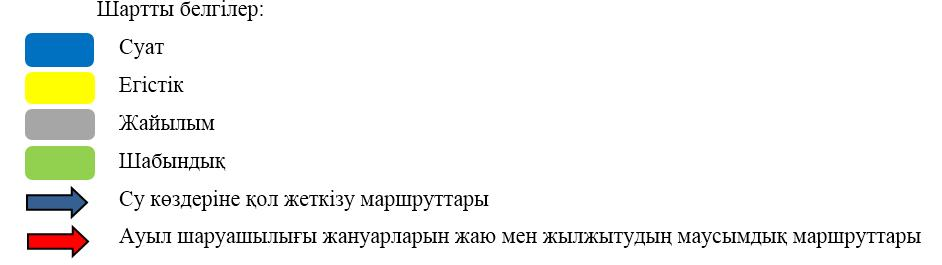 Шартты белгілер:
Суат
Егістік
Жайылым
Шабындық
Су көздеріне қол жеткізу маршруттары
Ауыл шаруашылығы жануарларын жаю мен жылжытудың маусымдық маршруттары